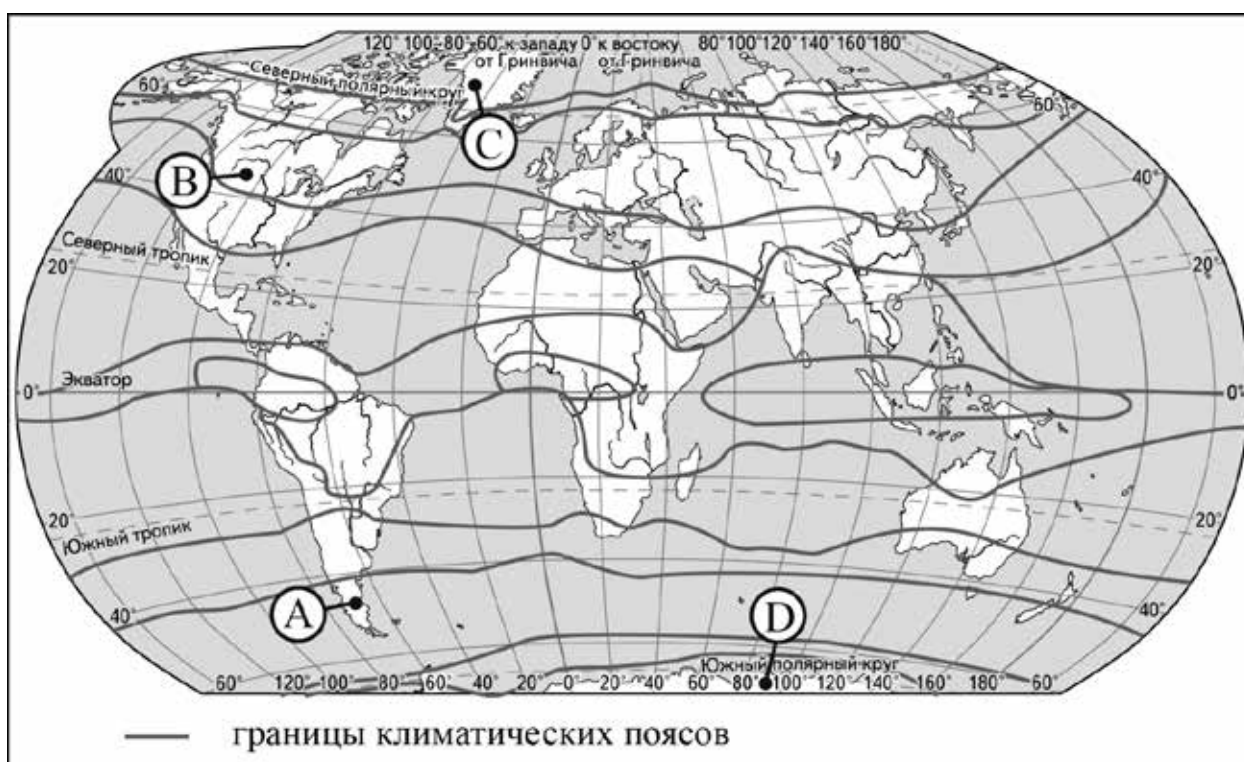 120° 100° 80° 60° к западу 0° к востоку 80° 100° 120° 140° 160° 180°
от Гринвича от Гринвича
Северный полярный круг
60°
60°
C
B
40°
40°
Северный тропик
20°
20°
Экватор
0°
0°
20°
20°
Южный тропик
A
D
40°
40°
Южный полярный круг
60° 120° 100° 80° 60° 40° 20° 0° 20° 40° 60° 80° 100° 120° 140° 160° 60°
границы климатических поясов